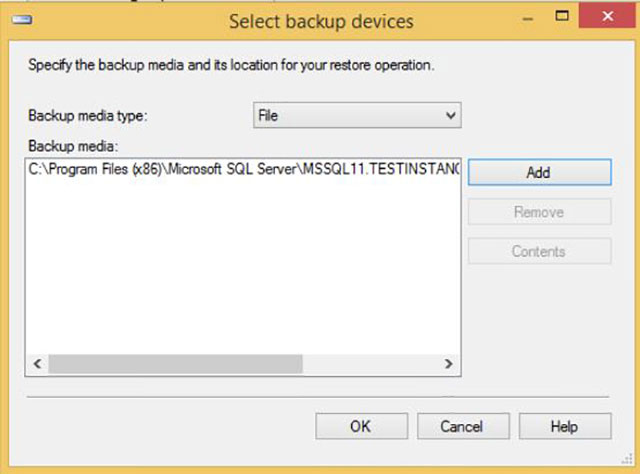 Select backup devices
Specify the backup media and its location for your restore operation.
Backup media type:
File
Backup media:
C:\Program Files (x86)\Microsoft SQL Server\MSSQL11.TESTINSTANC
Add
Remove
Contents
OK
Cancel
Help